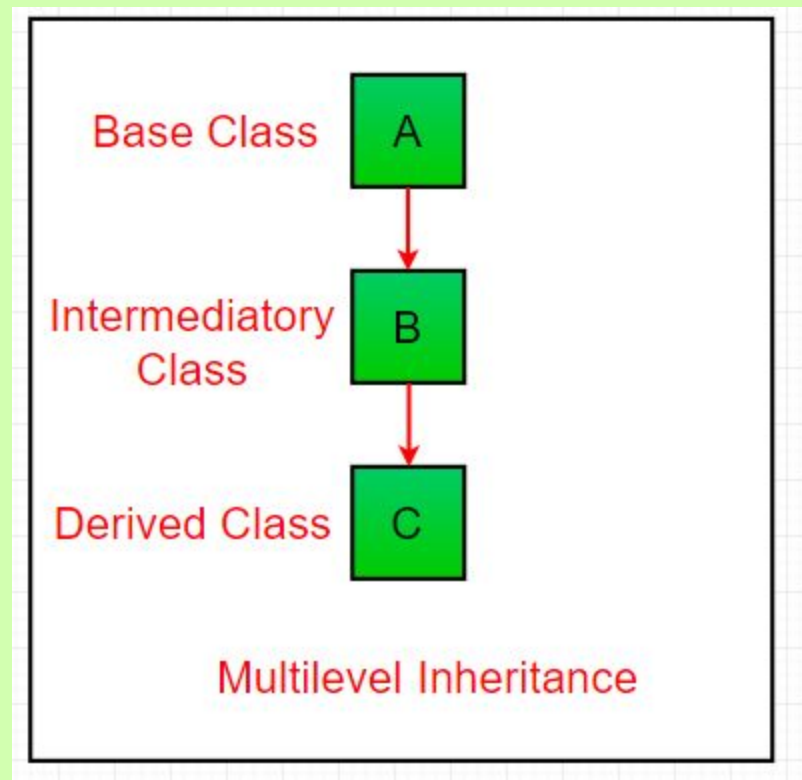 Base Class
A
Intermediatory
Class
B
Derived Class
C
Multilevel Inheritance